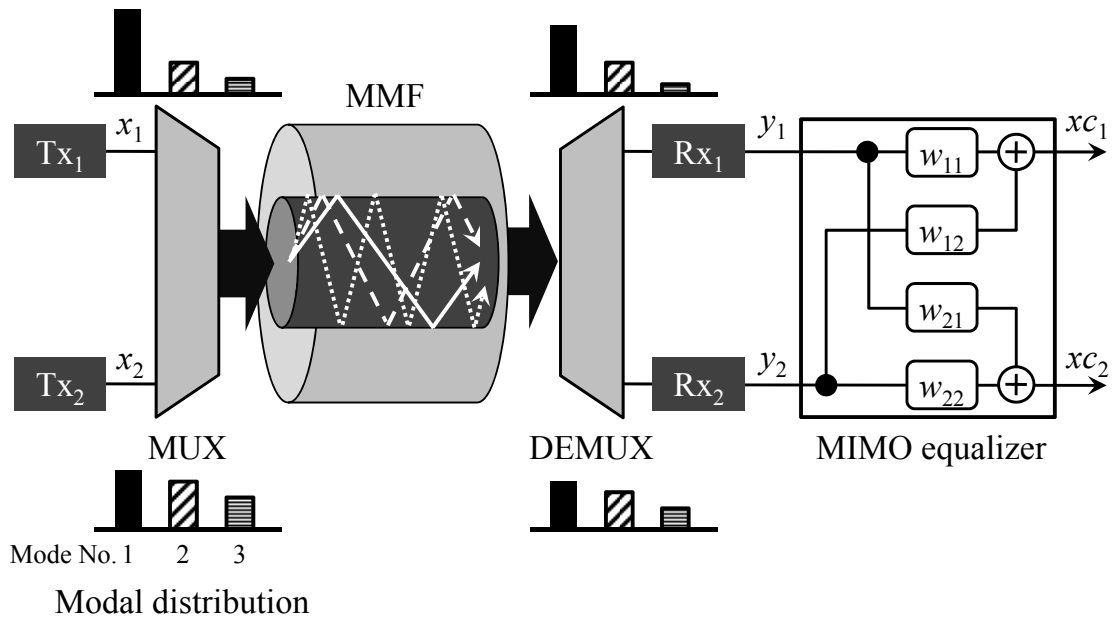 MMF
Tx₁
x₁
Rx₁
y₁
w₁₁
+
xc₁
w₁₂
w₂₁
Tx₂
x₂
Rx₂
y₂
w₂₂
+
xc₂
MUX
DEMUX
MIMO equalizer
Mode No. 1 2 3
Modal distribution